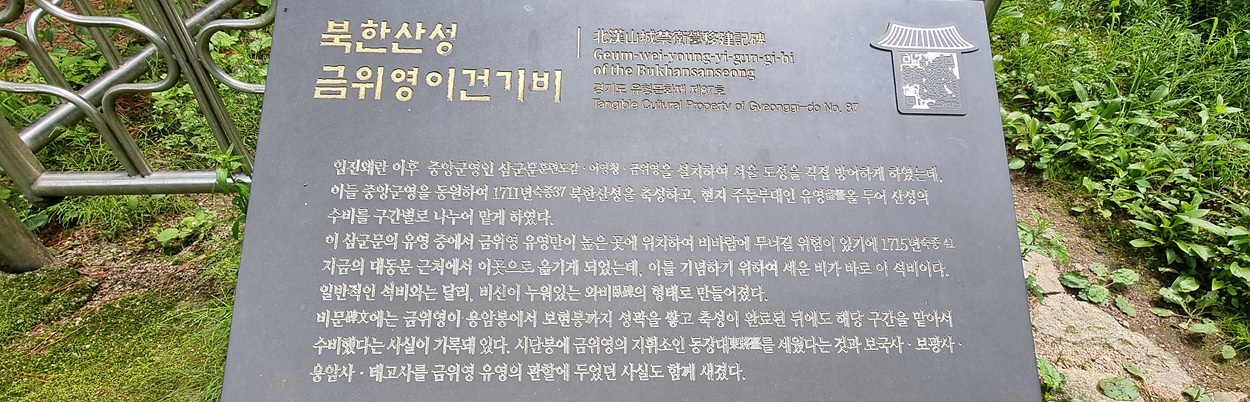 북한산성
금위영이건기비
北漢山城禁衛營移建記碑
Geum-wei-young-yi-gun-gi-bi
of the Bukhansanseong
경기도 유형문화재 제87호
Tangible Cultural Property of Gyeonggi-do No. 87
임진왜란 이후 중앙군영인 삼군문훈련도감 · 어영청 · 금위영을 설치하여 서울 도성을 직접 방어하게 하였는데,
이들 중앙군영을 동원하여 1711년숙종37 북한산성을 축성하고, 현지 주둔부대인 유영留營을 두어 산성의
수비를 구간별로 나누어 맡게 하였다.
이 삼군문의 유영 중에서 금위영 유영만이 높은 곳에 위치하여 비바람에 무너질 위험이 있기에 1715년숙종 41
지금의 대동문 근처에서 이곳으로 옮기게 되었는데, 이를 기념하기 위하여 세운 비가 바로 이 석비이다.
일반적인 석비와는 달리, 비신이 누워있는 와비臥碑의 형태로 만들어졌다.
비문碑文에는 금위영이 용암봉에서 보현봉까지 성곽을 쌓고 축성이 완료된 뒤에도 해당 구간을 맡아서
수비했다는 사실이 기록돼 있다. 시단봉에 금위영의 지휘소인 동장대東將臺를 세웠다는 것과 보국사 · 보광사 ·
용암사 · 태고사를 금위영 유영의 관할에 두었던 사실도 함께 새겼다.